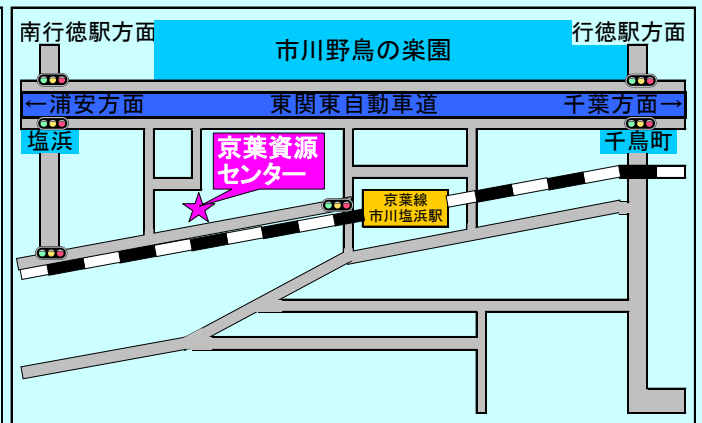 南行徳駅方面
行徳駅方面
市川野鳥の楽園
←浦安方面
東関東自動車道
千葉方面→
塩浜
千鳥町
京葉資源
センター
京葉線
市川塩浜駅